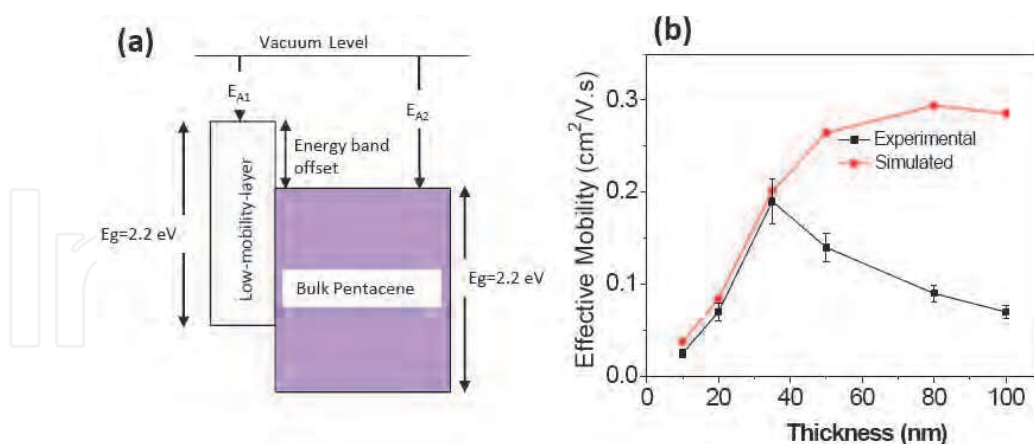 (a)
Vacuum Level
E_A1
E_A2
Energy band
offset
Eg=2.2 eV
Low-mobility-layer
Bulk Pentacene
Eg=2.2 eV
(b)
Effective Mobility (cm²/V.s)
0.3
0.2
0.1
0.0
Experimental
Simulated
0 20 40 60 80 100
Thickness (nm)